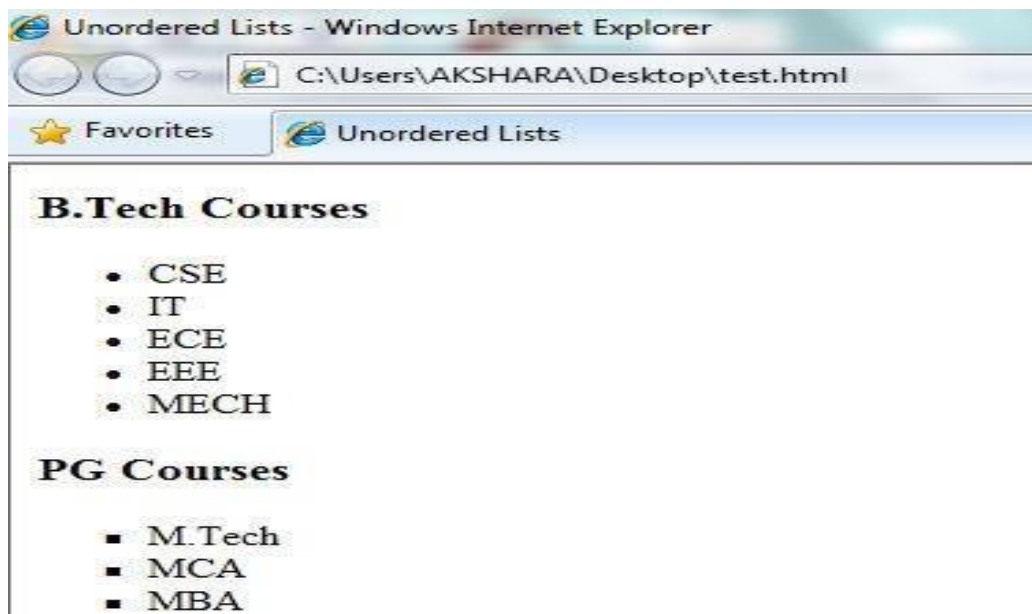 Unordered Lists - Windows Internet Explorer
C:\Users\AKSHARA\Desktop\test.html
Favorites Unordered Lists
B.Tech Courses
• CSE
• IT
• ECE
• EEE
• MECH
PG Courses
▪ M.Tech
▪ MCA
▪ MBA